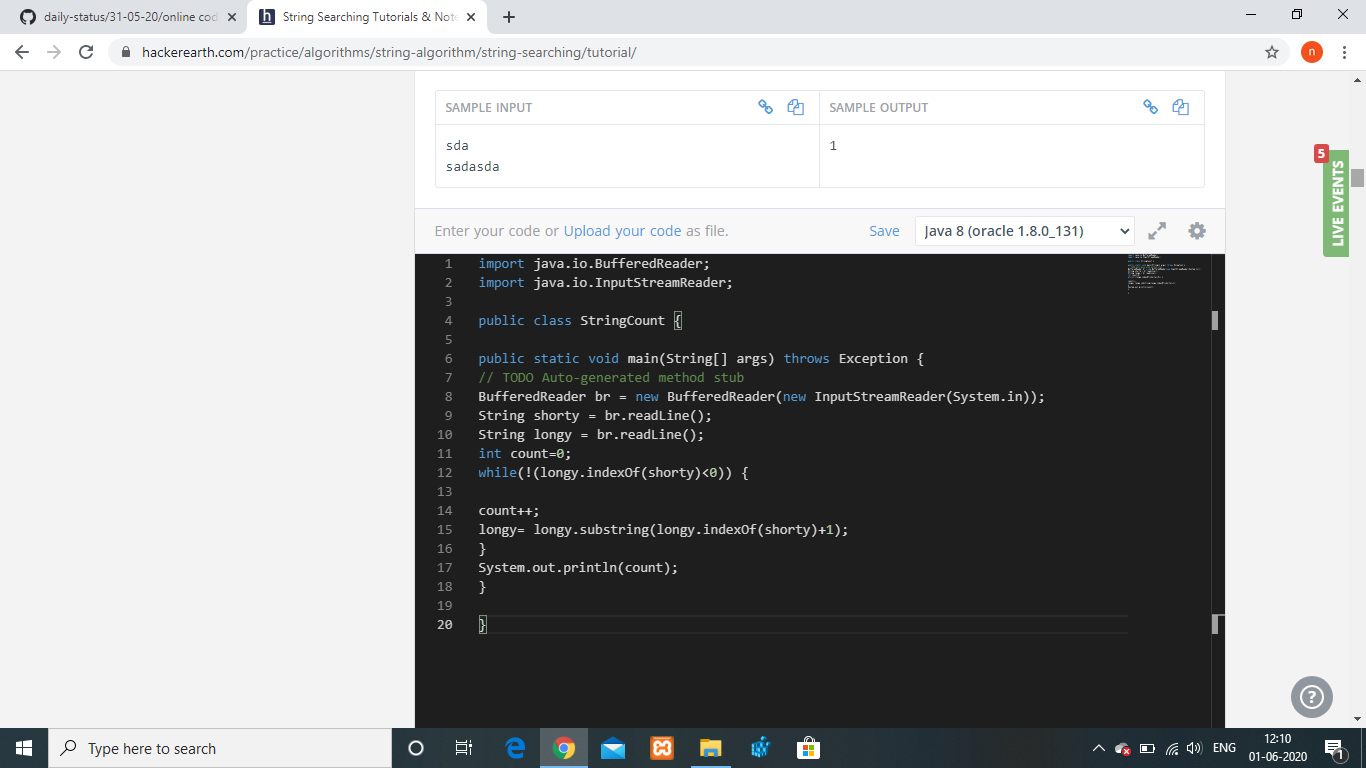 daily-status/31-05-20/online cod
String Searching Tutorials & Note
hackerearth.com/practice/algorithms/string-algorithm/string-searching/tutorial/
n
SAMPLE INPUT
SAMPLE OUTPUT
sda
sadasda
1
5
LIVE EVENTS
Enter your code or Upload your code as file.
Save
Java 8 (oracle 1.8.0_131)
1 import java.io.BufferedReader;
2 import java.io.InputStreamReader;
3
4 public class StringCount {
5
6 public static void main(String[] args) throws Exception {
7 // TODO Auto-generated method stub
8 BufferedReader br = new BufferedReader(new InputStreamReader(System.in));
9 String shorty = br.readLine();
10 String longy = br.readLine();
11 int count=0;
12 while(!(longy.indexOf(shorty)<0)) {
13
14 count++;
15 longy= longy.substring(longy.indexOf(shorty)+1);
16 }
17 System.out.println(count);
18 }
19
20 }
Type here to search
ENG
12:10
01-06-2020
1